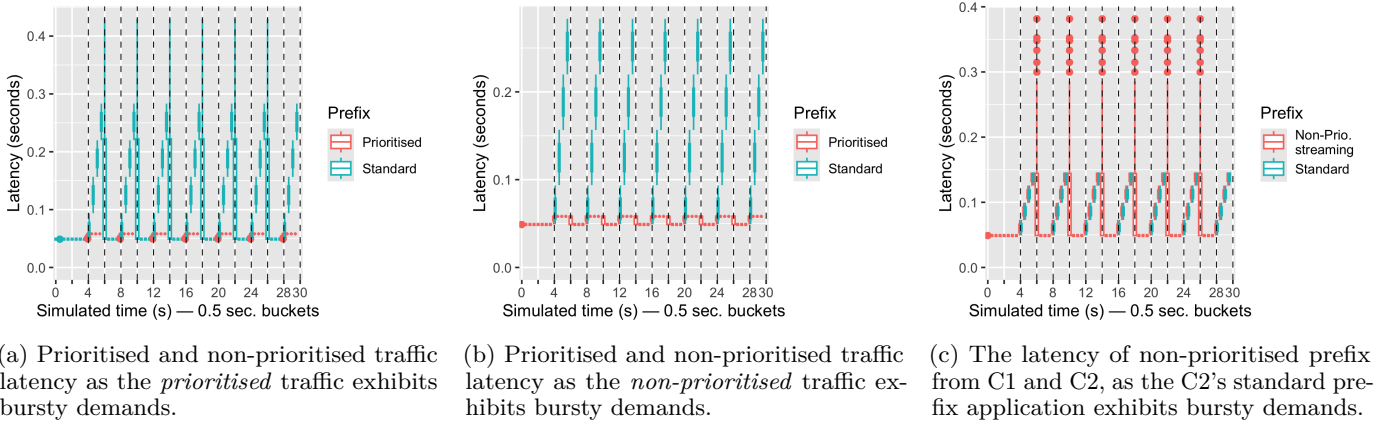 0.4
0.3
0.2
0.1
0.0
Latency (seconds)
0 4 8 12 16 20 24 2830
Simulated time (s) — 0.5 sec. buckets
Prefix
Prioritised
Standard
0.2
0.1
0.0
Latency (seconds)
0 4 8 12 16 20 24 2830
Simulated time (s) — 0.5 sec. buckets
Prefix
Prioritised
Standard
0.4
0.3
0.2
0.1
0.0
Latency (seconds)
0 4 8 12 16 20 24 2830
Simulated time (s) — 0.5 sec. buckets
Prefix
Non-Prio.
streaming
Standard
(a) Prioritised and non-prioritised traffic
latency as the prioritised traffic exhibits
bursty demands.
(b) Prioritised and non-prioritised traffic
latency as the non-prioritised traffic ex-
hibits bursty demands.
(c) The latency of non-prioritised prefix
from C1 and C2, as the C2's standard pre-
fix application exhibits bursty demands.